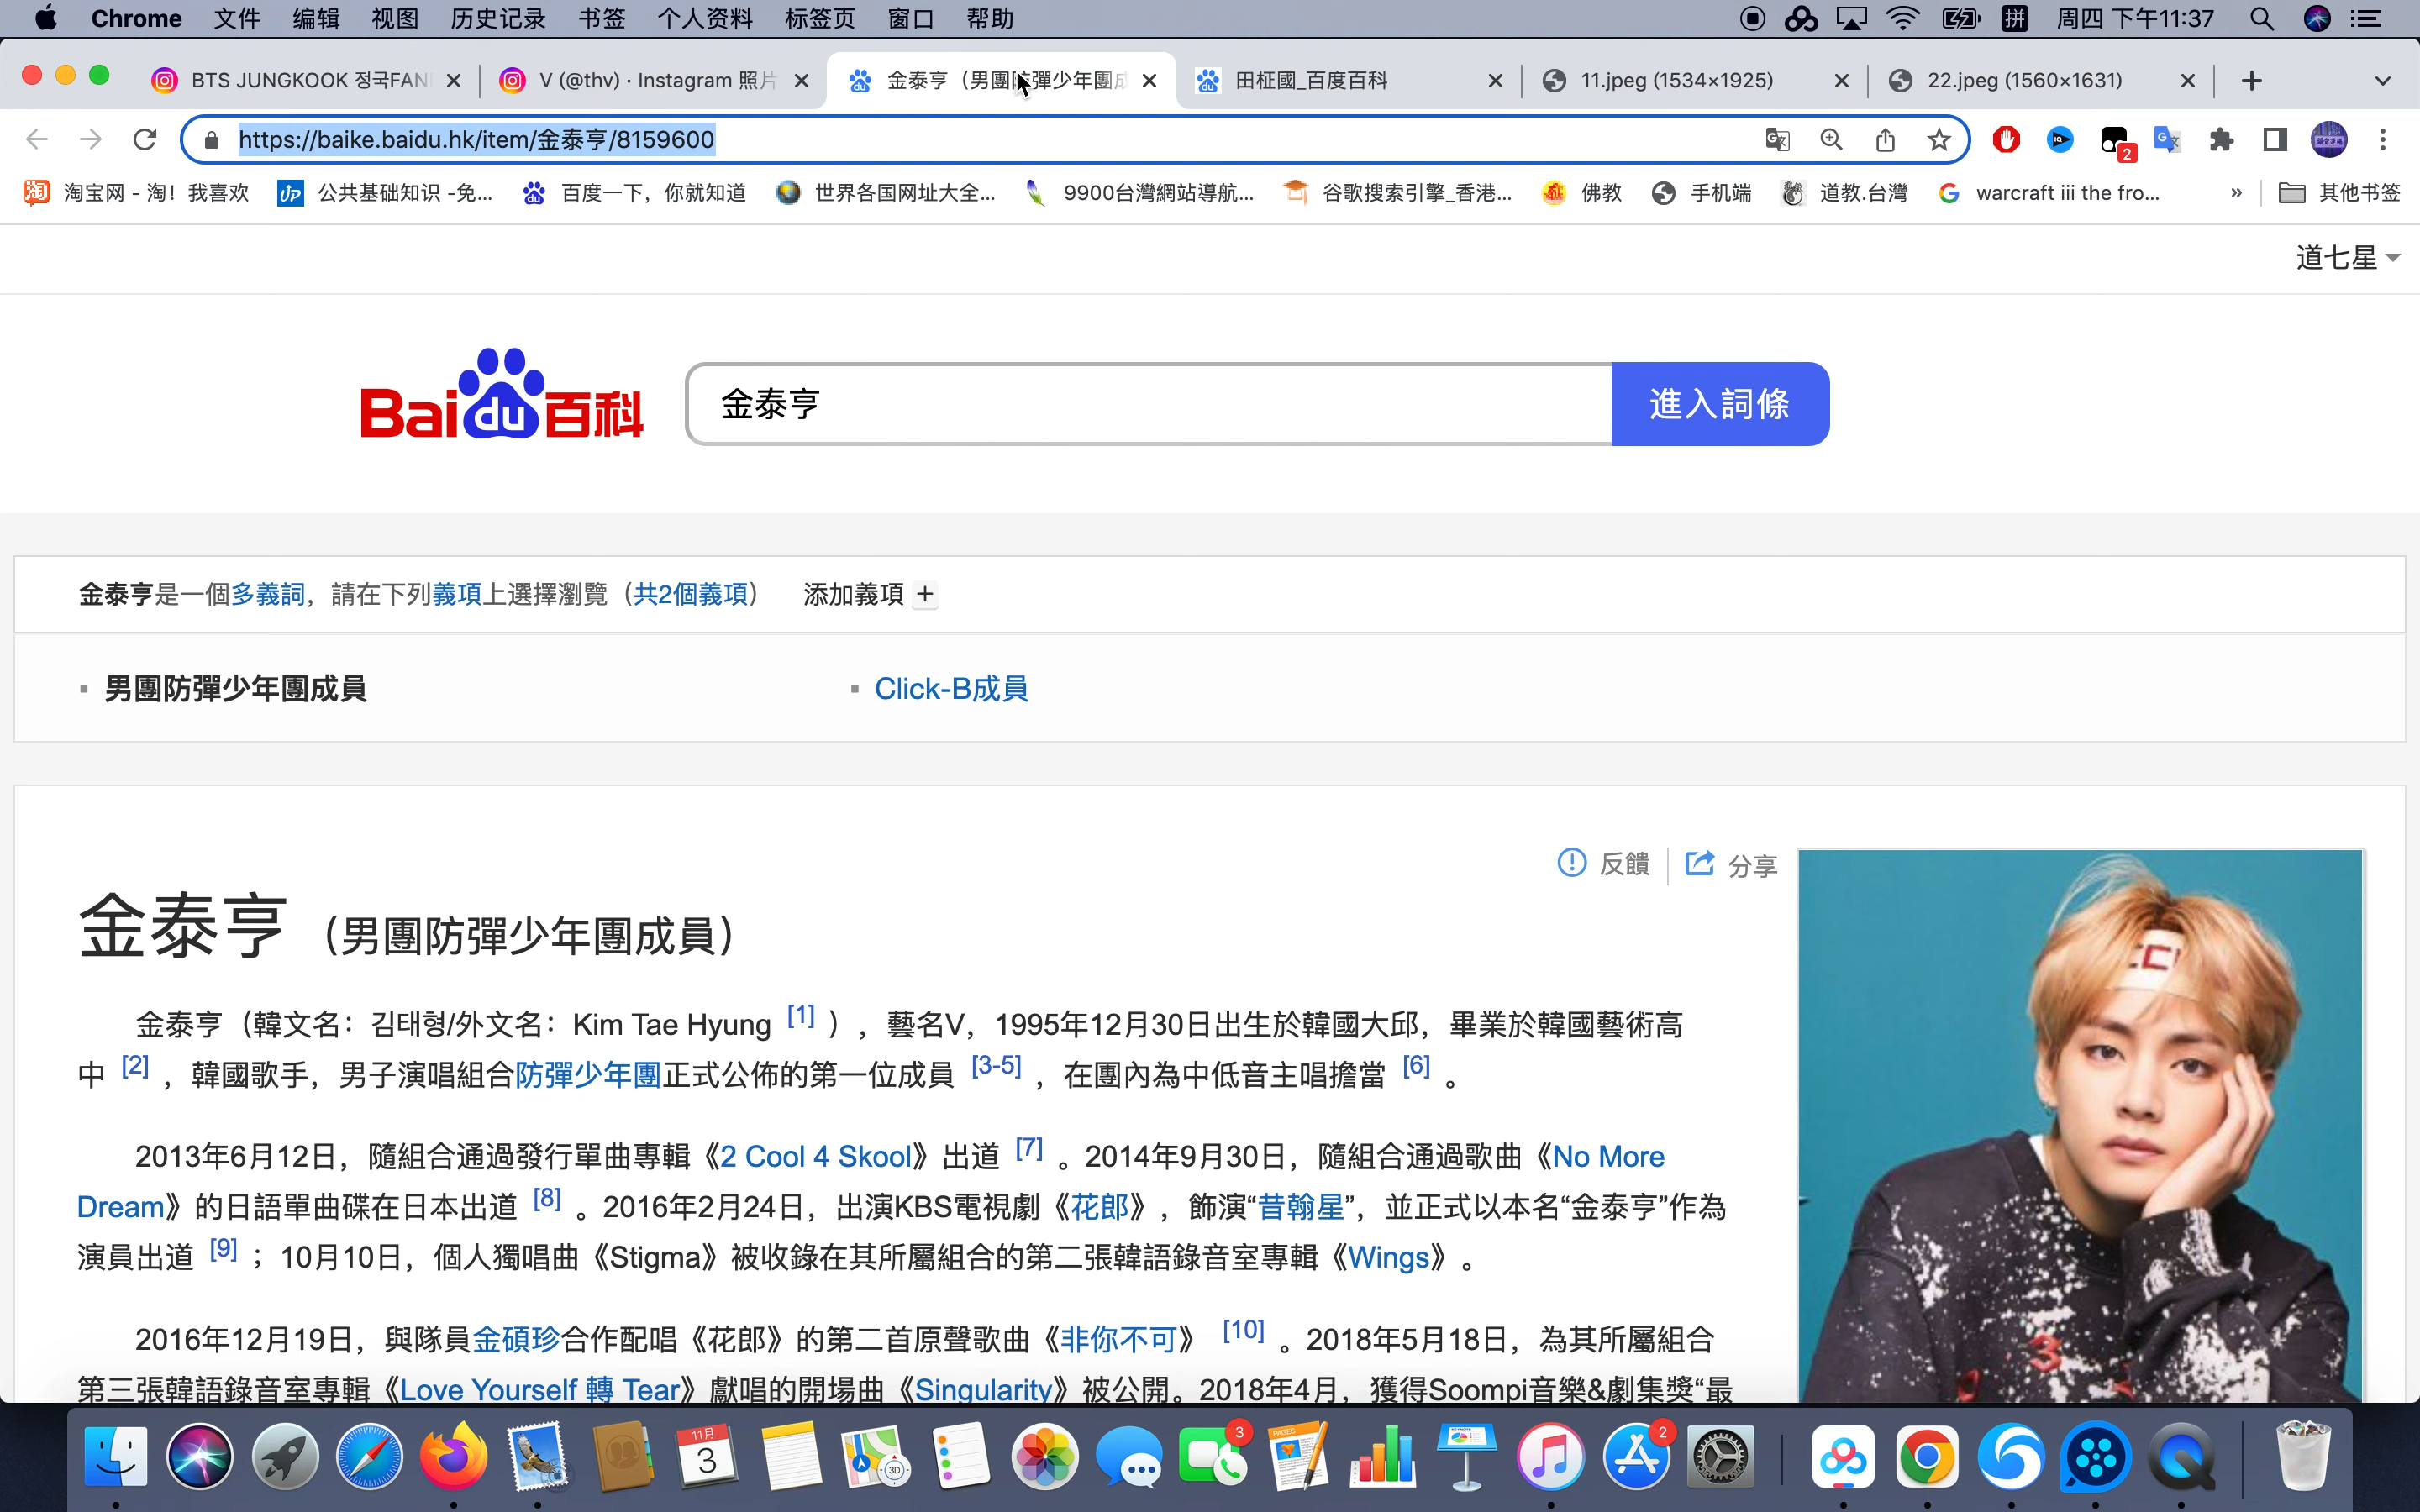 Chrome 文件 编辑 视图 历史记录 书签 个人资料 标签页 窗口 帮助 拼 周四 下午11:37
BTS JUNGKOOK 정국FAN V (@thv) · Instagram 照片 金泰亨（男團防彈少年團成 田柾國_百度百科 11.jpeg (1534×1925) 22.jpeg (1560×1631)
https://baike.baidu.hk/item/金泰亨/8159600 2
淘宝网 - 淘！我喜欢 公共基础知识 -免... 百度一下，你就知道 世界各国网址大全... 9900台灣網站導航... 谷歌搜索引擎_香港... 佛教 手机端 道教.台灣 warcraft iii the fro... » 其他书签
道七星
Baidu百科 金泰亨 進入詞條
金泰亨是一個多義詞，請在下列義項上選擇瀏覽（共2個義項） 添加義項 +
男團防彈少年團成員 Click-B成員
反饋 分享
金泰亨（男團防彈少年團成員）
金泰亨（韓文名：김태형/外文名：Kim Tae Hyung [1] ），藝名V，1995年12月30日出生於韓國大邱，畢業於韓國藝術高
中 [2] ，韓國歌手，男子演唱組合防彈少年團正式公佈的第一位成員 [3-5] ，在團內為中低音主唱擔當 [6] 。
2013年6月12日，隨組合通過發行單曲專輯《2 Cool 4 Skool》出道 [7] 。2014年9月30日，隨組合通過歌曲《No More
Dream》的日語單曲碟在日本出道 [8] 。2016年2月24日，出演KBS電視劇《花郎》，飾演“昔翰星”，並正式以本名“金泰亨”作為
演員出道 [9] ；10月10日，個人獨唱曲《Stigma》被收錄在其所屬組合的第二張韓語錄音室專輯《Wings》。
2016年12月19日，與隊員金碩珍合作配唱《花郎》的第二首原聲歌曲《非你不可》 [10] 。2018年5月18日，為其所屬組合
第三張韓語錄音室專輯《Love Yourself 轉 Tear》獻唱的開場曲《Singularity》被公開。2018年4月，獲得Soompi音樂&劇集獎“最
11月 3 3D 3 PAGES 2